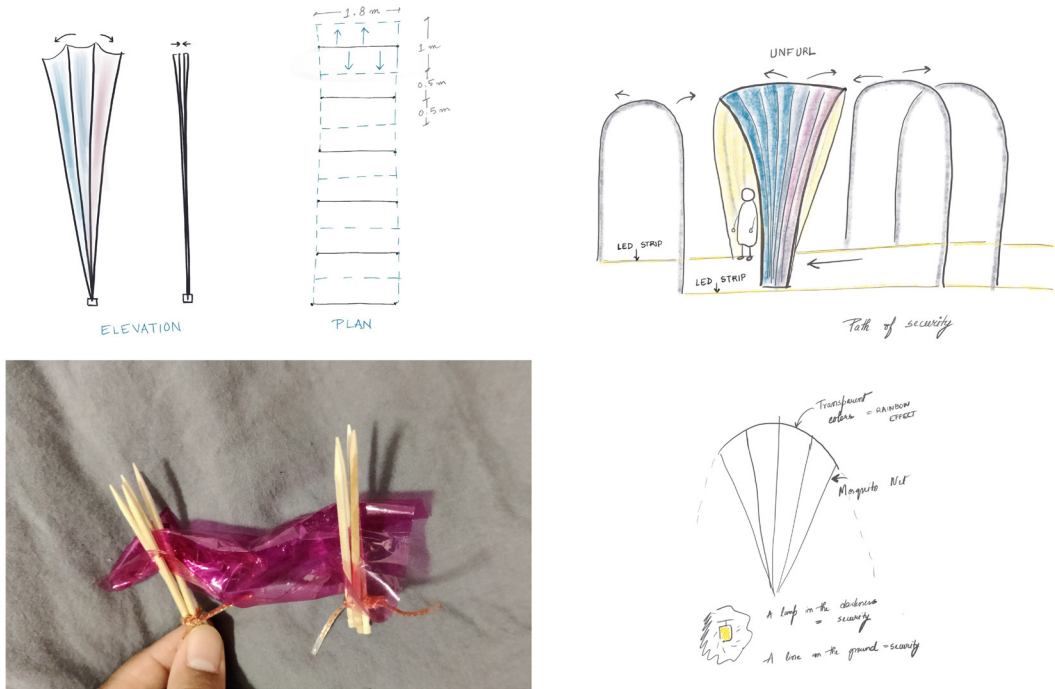 1.8 m
1 m
0.5 m
0.5 m
ELEVATION
PLAN
UNFURL
LED STRIP
LED STRIP
Path of security
Transparent
colors = RAINBOW
EFFECT
Mosquito Net
A lamp in the darkness
= security
A line on the ground = security